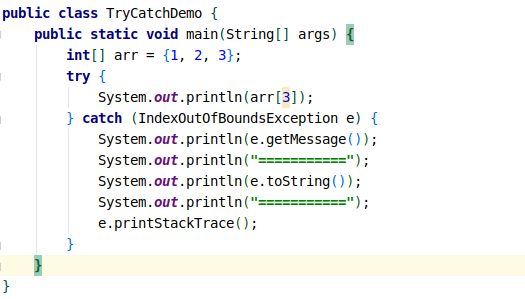 public class TryCatchDemo {
    public static void main(String[] args) {
        int[] arr = {1, 2, 3};
        try {
            System.out.println(arr[3]);
        } catch (IndexOutOfBoundsException e) {
            System.out.println(e.getMessage());
            System.out.println("===========");
            System.out.println(e.toString());
            System.out.println("===========");
            e.printStackTrace();
        }
    }
}